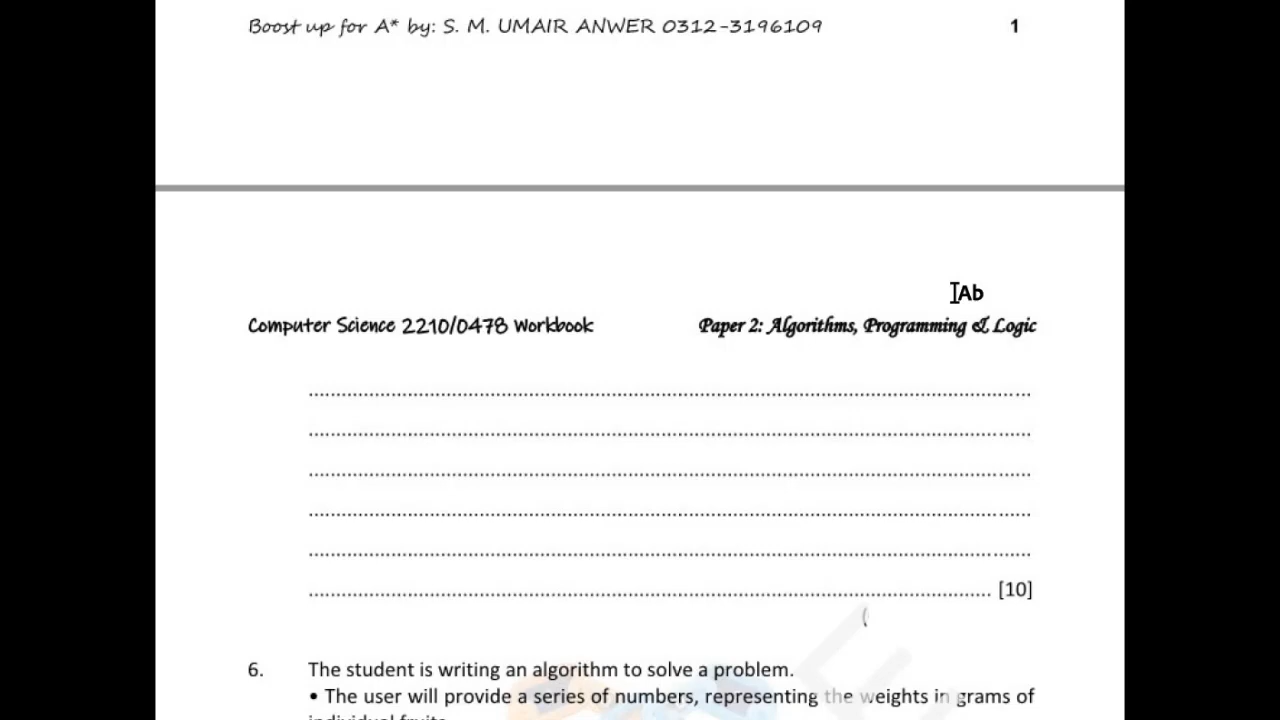 Boost up for A* by: S. M. UMAIR ANWER 0312-3196109 1
Ab
Computer Science 2210/0478 Workbook Paper 2: Algorithms, Programming & Logic
[10]
6. The student is writing an algorithm to solve a problem.
• The user will provide a series of numbers, representing the weights in grams of
individual fruits